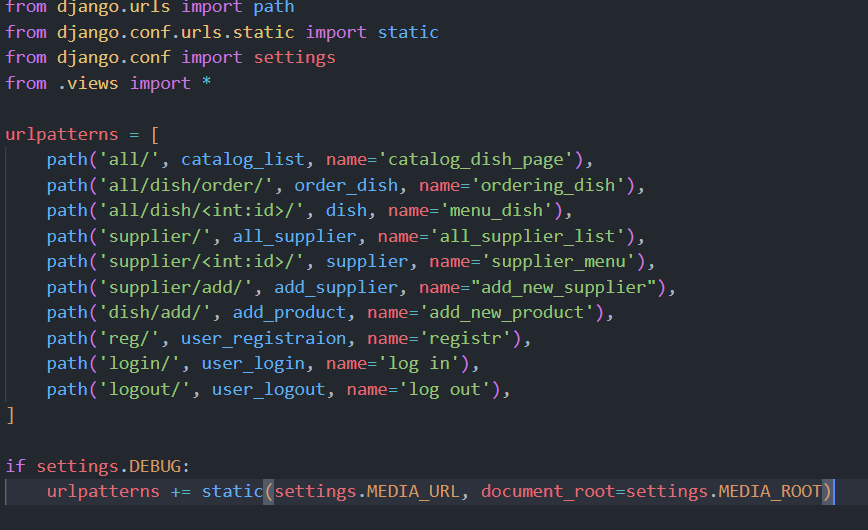 from django.urls import path
from django.conf.urls.static import static
from django.conf import settings
from .views import *

urlpatterns = [
    path('all/', catalog_list, name='catalog_dish_page'),
    path('all/dish/order/', order_dish, name='ordering_dish'),
    path('all/dish/<int:id>/', dish, name='menu_dish'),
    path('supplier/', all_supplier, name='all_supplier_list'),
    path('supplier/<int:id>/', supplier, name='supplier_menu'),
    path('supplier/add/', add_supplier, name="add_new_supplier"),
    path('dish/add/', add_product, name='add_new_product'),
    path('reg/', user_registraion, name='registr'),
    path('login/', user_login, name='log in'),
    path('logout/', user_logout, name='log out'),
]

if settings.DEBUG:
    urlpatterns += static(settings.MEDIA_URL, document_root=settings.MEDIA_ROOT)